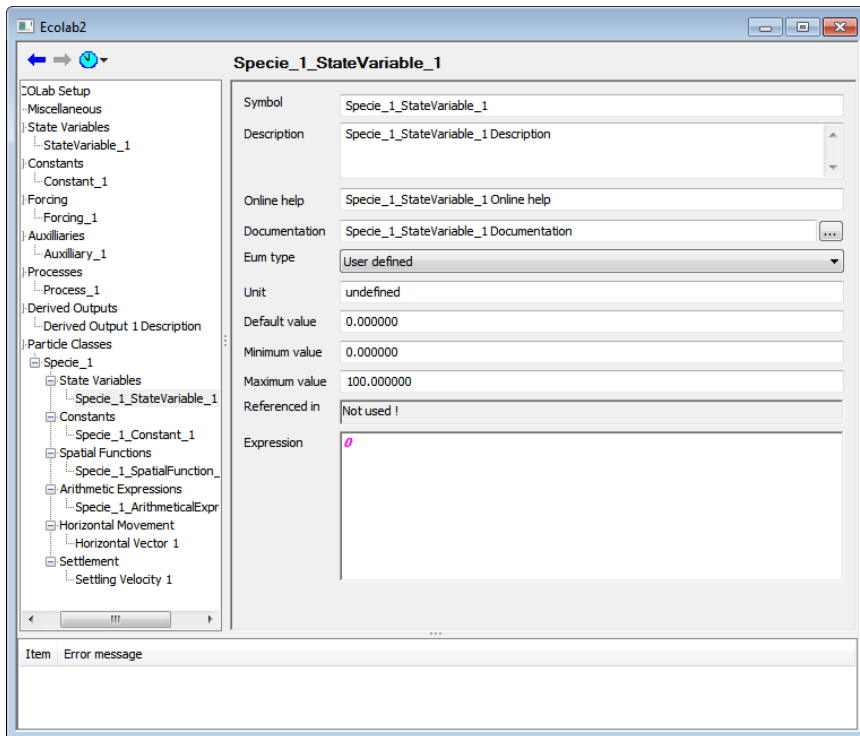 Ecolab2
Specie_1_StateVariable_1
COLab Setup
Miscellaneous
State Variables
StateVariable_1
Constants
Constant_1
Forcing
Forcing_1
Auxilliaries
Auxilliary_1
Processes
Process_1
Derived Outputs
Derived Output 1 Description
Particle Classes
Specie_1
State Variables
Specie_1_StateVariable_1
Constants
Specie_1_Constant_1
Spatial Functions
Specie_1_SpatialFunction_
Arithmetic Expressions
Specie_1_ArithmeticalExpr
Horizontal Movement
Horizontal Vector 1
Settlement
Settling Velocity 1
Symbol Specie_1_StateVariable_1
Description Specie_1_StateVariable_1 Description
Online help Specie_1_StateVariable_1 Online help
Documentation Specie_1_StateVariable_1 Documentation ...
Eum type User defined
Unit undefined
Default value 0.000000
Minimum value 0.000000
Maximum value 100.000000
Referenced in Not used !
Expression 0
Item Error message